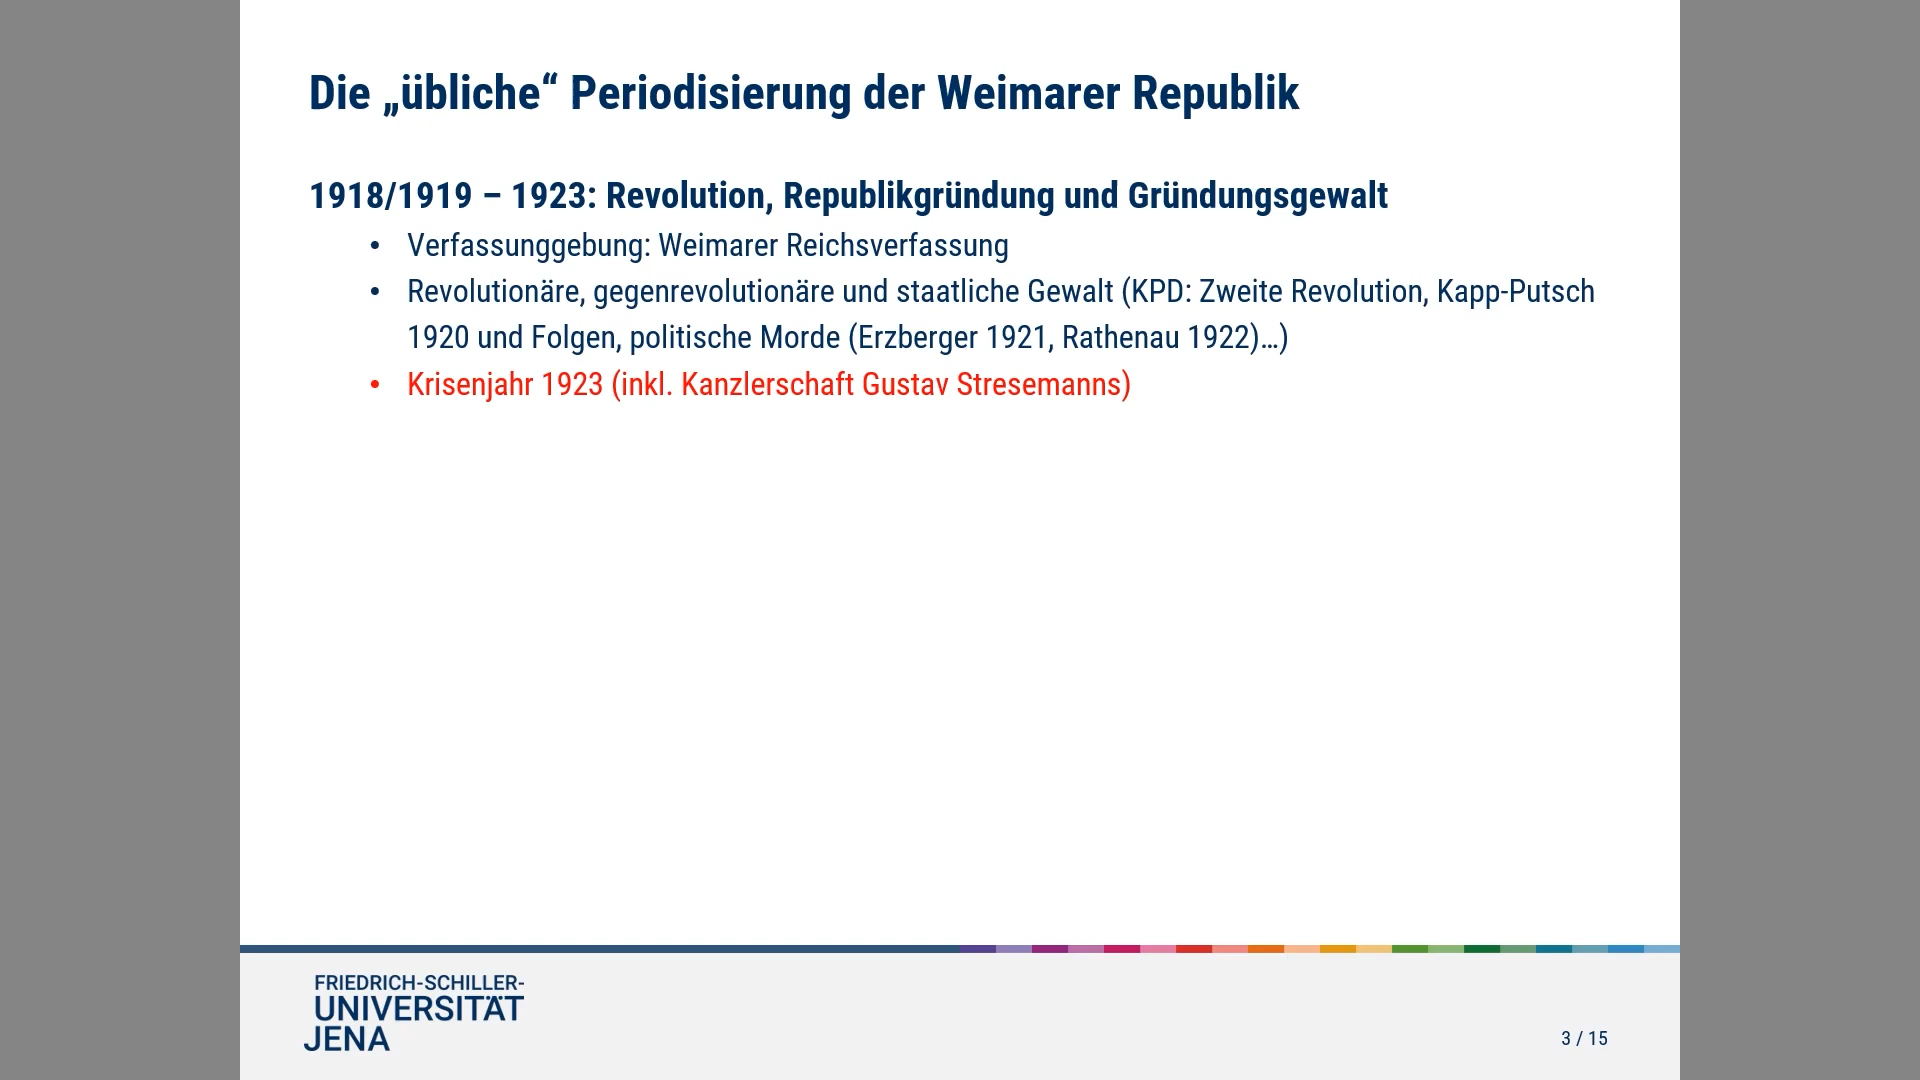 Die „übliche“ Periodisierung der Weimarer Republik
1918/1919 – 1923: Revolution, Republikgründung und Gründungsgewalt
• Verfassunggebung: Weimarer Reichsverfassung
• Revolutionäre, gegenrevolutionäre und staatliche Gewalt (KPD: Zweite Revolution, Kapp-Putsch
1920 und Folgen, politische Morde (Erzberger 1921, Rathenau 1922)…)
• Krisenjahr 1923 (inkl. Kanzlerschaft Gustav Stresemanns)
FRIEDRICH-SCHILLER-
UNIVERSITÄT
JENA
3 / 15